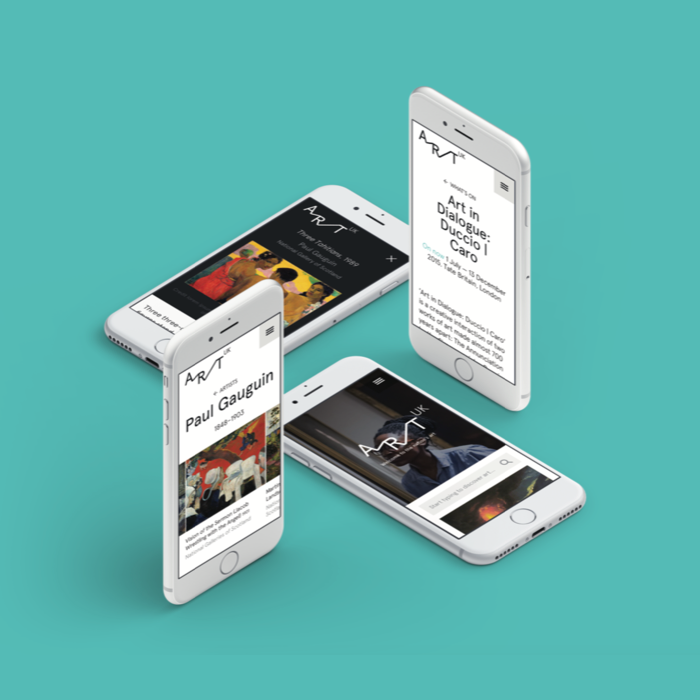 ART UK
Three Tahitians, 1989
Paul Gauguin
National Gallery of Scotland
Three three-
ART UK
← WHAT'S ON
Art in
Dialogue:
Duccio |
Caro
On now 1 July – 13 December
2015, Tate Britain, London
'Art in Dialogue: Duccio | Caro'
is a creative interaction of two
works of art made almost 700
years apart: The Annunciation
ART UK
← ARTISTS
Paul Gauguin
1848–1903
Vision of the Sermon (Jacob
Wrestling with the Angel) 1888
National Galleries of Scotland
ART UK
Start typing to discover art...